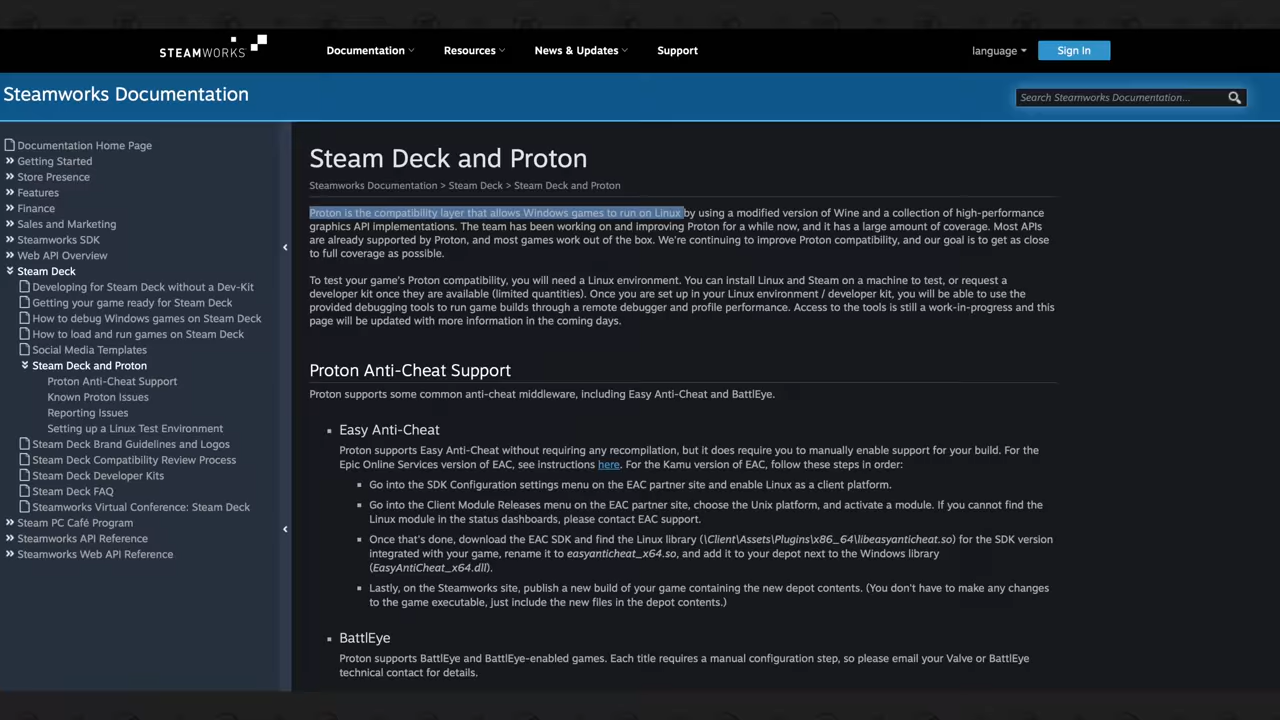 STEAMWORKS
Documentation
Resources
News & Updates
Support
language
Sign In
Steamworks Documentation
Search Steamworks Documentation...
Documentation Home Page
Getting Started
Store Presence
Features
Finance
Sales and Marketing
Steamworks SDK
Web API Overview
Steam Deck
Developing for Steam Deck without a Dev-Kit
Getting your game ready for Steam Deck
How to debug Windows games on Steam Deck
How to load and run games on Steam Deck
Social Media Templates
Steam Deck and Proton
Proton Anti-Cheat Support
Known Proton Issues
Reporting Issues
Setting up a Linux Test Environment
Steam Deck Brand Guidelines and Logos
Steam Deck Compatibility Review Process
Steam Deck Developer Kits
Steam Deck FAQ
Steamworks Virtual Conference: Steam Deck
Steam PC Café Program
Steamworks API Reference
Steamworks Web API Reference
Steam Deck and Proton
Steamworks Documentation > Steam Deck > Steam Deck and Proton
Proton is the compatibility layer that allows Windows games to run on Linux by using a modified version of Wine and a collection of high-performance
graphics API implementations. The team has been working on and improving Proton for a while now, and it has a large amount of coverage. Most APIs
are already supported by Proton, and most games work out of the box. We're continuing to improve Proton compatibility, and our goal is to get as close
to full coverage as possible.
To test your game's Proton compatibility, you will need a Linux environment. You can install Linux and Steam on a machine to test, or request a
developer kit once they are available (limited quantities). Once you are set up in your Linux environment / developer kit, you will be able to use the
provided debugging tools to run game builds through a remote debugger and profile performance. Access to the tools is still a work-in-progress and this
page will be updated with more information in the coming days.
Proton Anti-Cheat Support
Proton supports some common anti-cheat middleware, including Easy Anti-Cheat and BattlEye.
Easy Anti-Cheat
Proton supports Easy Anti-Cheat without requiring any recompilation, but it does require you to manually enable support for your build. For the
Epic Online Services version of EAC, see instructions here. For the Kamu version of EAC, follow these steps in order:
Go into the SDK Configuration settings menu on the EAC partner site and enable Linux as a client platform.
Go into the Client Module Releases menu on the EAC partner site, choose the Unix platform, and activate a module. If you cannot find the
Linux module in the status dashboards, please contact EAC support.
Once that's done, download the EAC SDK and find the Linux library (\Client\Assets\Plugins\x86_64\libeasyanticheat.so) for the SDK version
integrated with your game, rename it to easyanticheat_x64.so, and add it to your depot next to the Windows library
(EasyAntiCheat_x64.dll).
Lastly, on the Steamworks site, publish a new build of your game containing the new depot contents. (You don't have to make any changes
to the game executable, just include the new files in the depot contents.)
BattlEye
Proton supports BattlEye and BattlEye-enabled games. Each title requires a manual configuration step, so please email your Valve or BattlEye
technical contact for details.